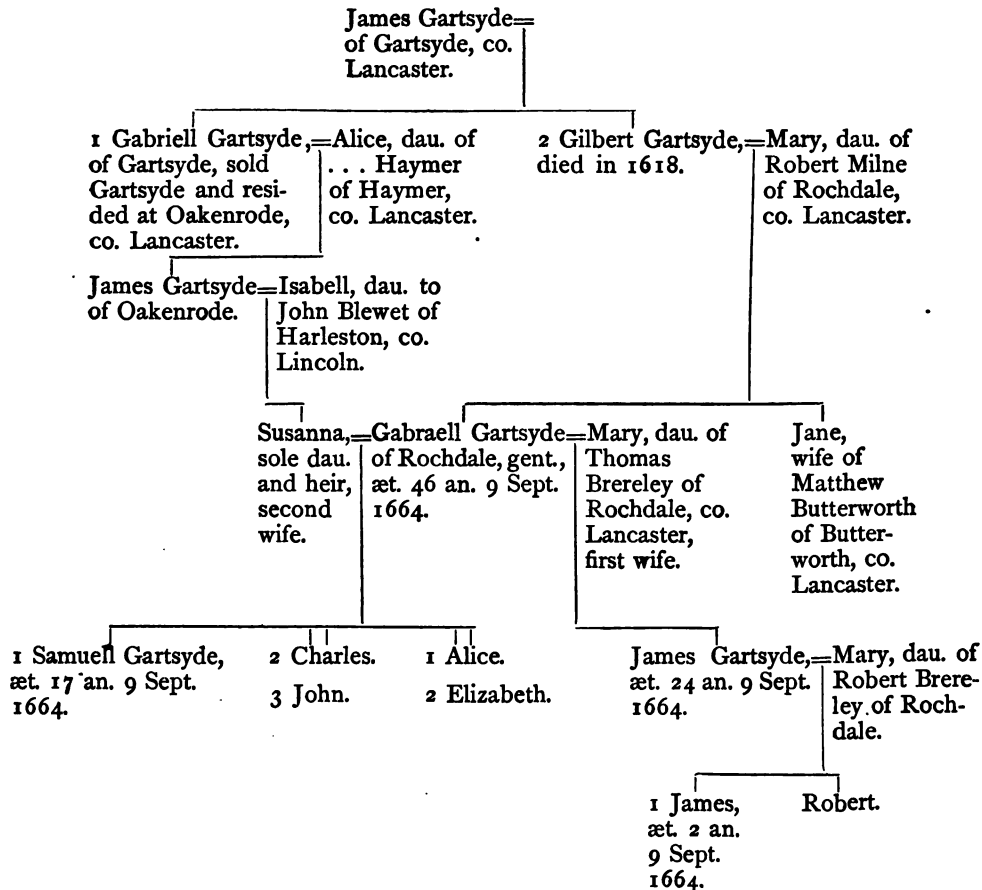 James Gartsyde=
of Gartsyde, co.
Lancaster.
1 Gabriell Gartsyde,=
of Gartsyde, sold
Gartsyde and resi-
ded at Oakenrode,
co. Lancaster.
Alice, dau. of
. . . Haymer
of Haymer,
co. Lancaster.
2 Gilbert Gartsyde,=
died in 1618.
Mary, dau. of
Robert Milne
of Rochdale,
co. Lancaster.
James Gartsyde=
of Oakenrode.
Isabell, dau. to
John Blewet of
Harleston, co.
Lincoln.
Susanna,=
sole dau.
and heir,
second
wife.
Gabraell Gartsyde=
of Rochdale, gent.,
æt. 46 an. 9 Sept.
1664.
Mary, dau. of
Thomas
Brereley of
Rochdale, co.
Lancaster,
first wife.
Jane,
wife of
Matthew
Butterworth
of Butter-
worth, co.
Lancaster.
1 Samuell Gartsyde,
æt. 17 an. 9 Sept.
1664.
2 Charles.
3 John.
1 Alice.
2 Elizabeth.
James Gartsyde,=
æt. 24 an. 9 Sept.
1664.
Mary, dau. of
Robert Brere-
ley of Roch-
dale.
1 James,
æt. 2 an.
9 Sept.
1664.
Robert.